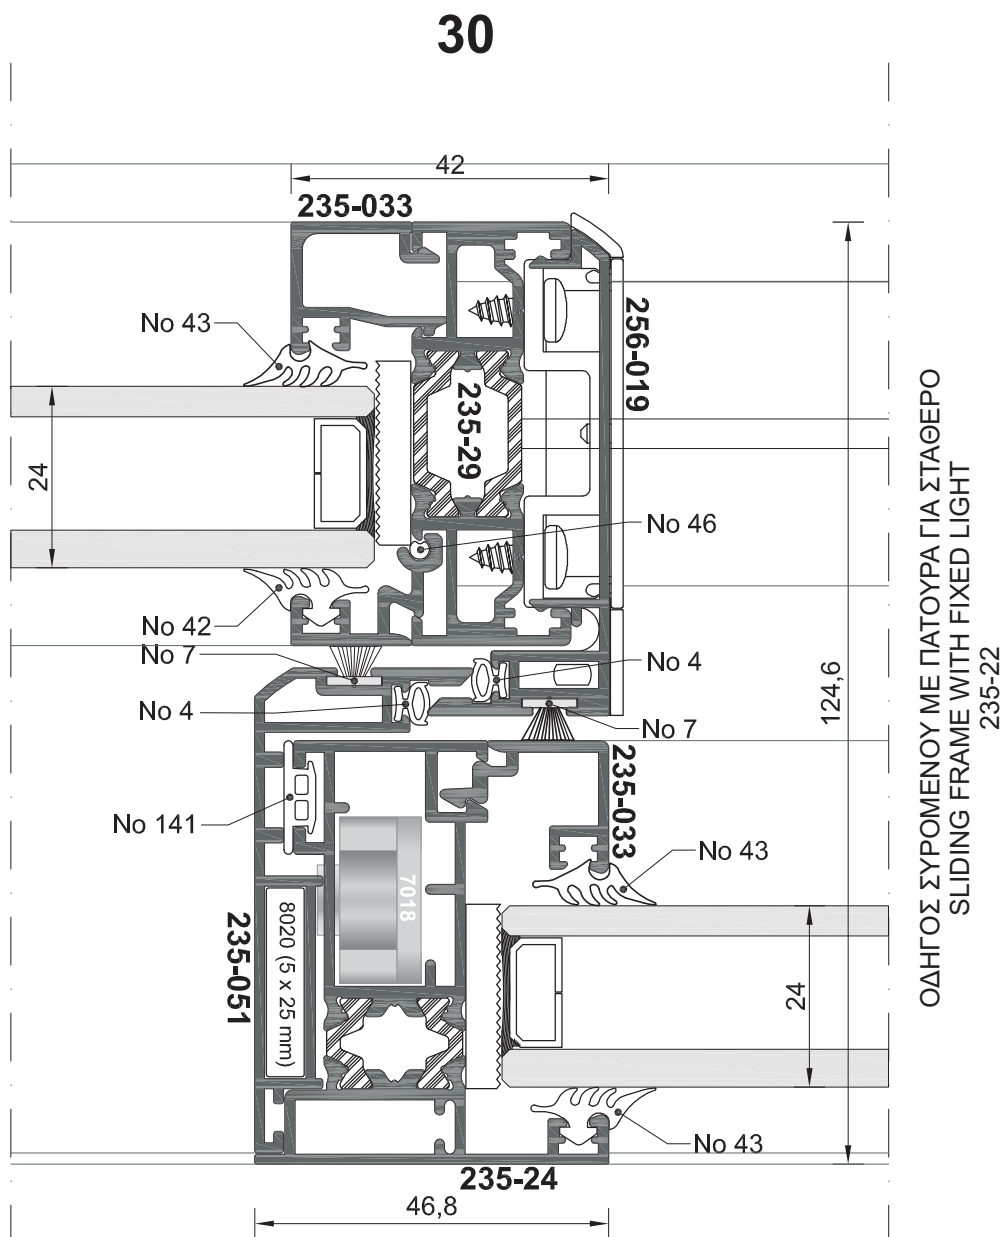 30
42
235-033
No 43
256-019
235-29
24
No 46
No 42
No 7
No 4
No 4
No 7
124,6
ΟΔΗΓΟΣ ΣΥΡΟΜΕΝΟΥ ΜΕ ΠΑΤΟΥΡΑ ΓΙΑ ΣΤΑΘΕΡΟ
SLIDING FRAME WITH FIXED LIGHT
235-22
No 141
235-033
No 43
7018
8020 (5 x 25 mm)
235-051
24
No 43
235-24
46,8